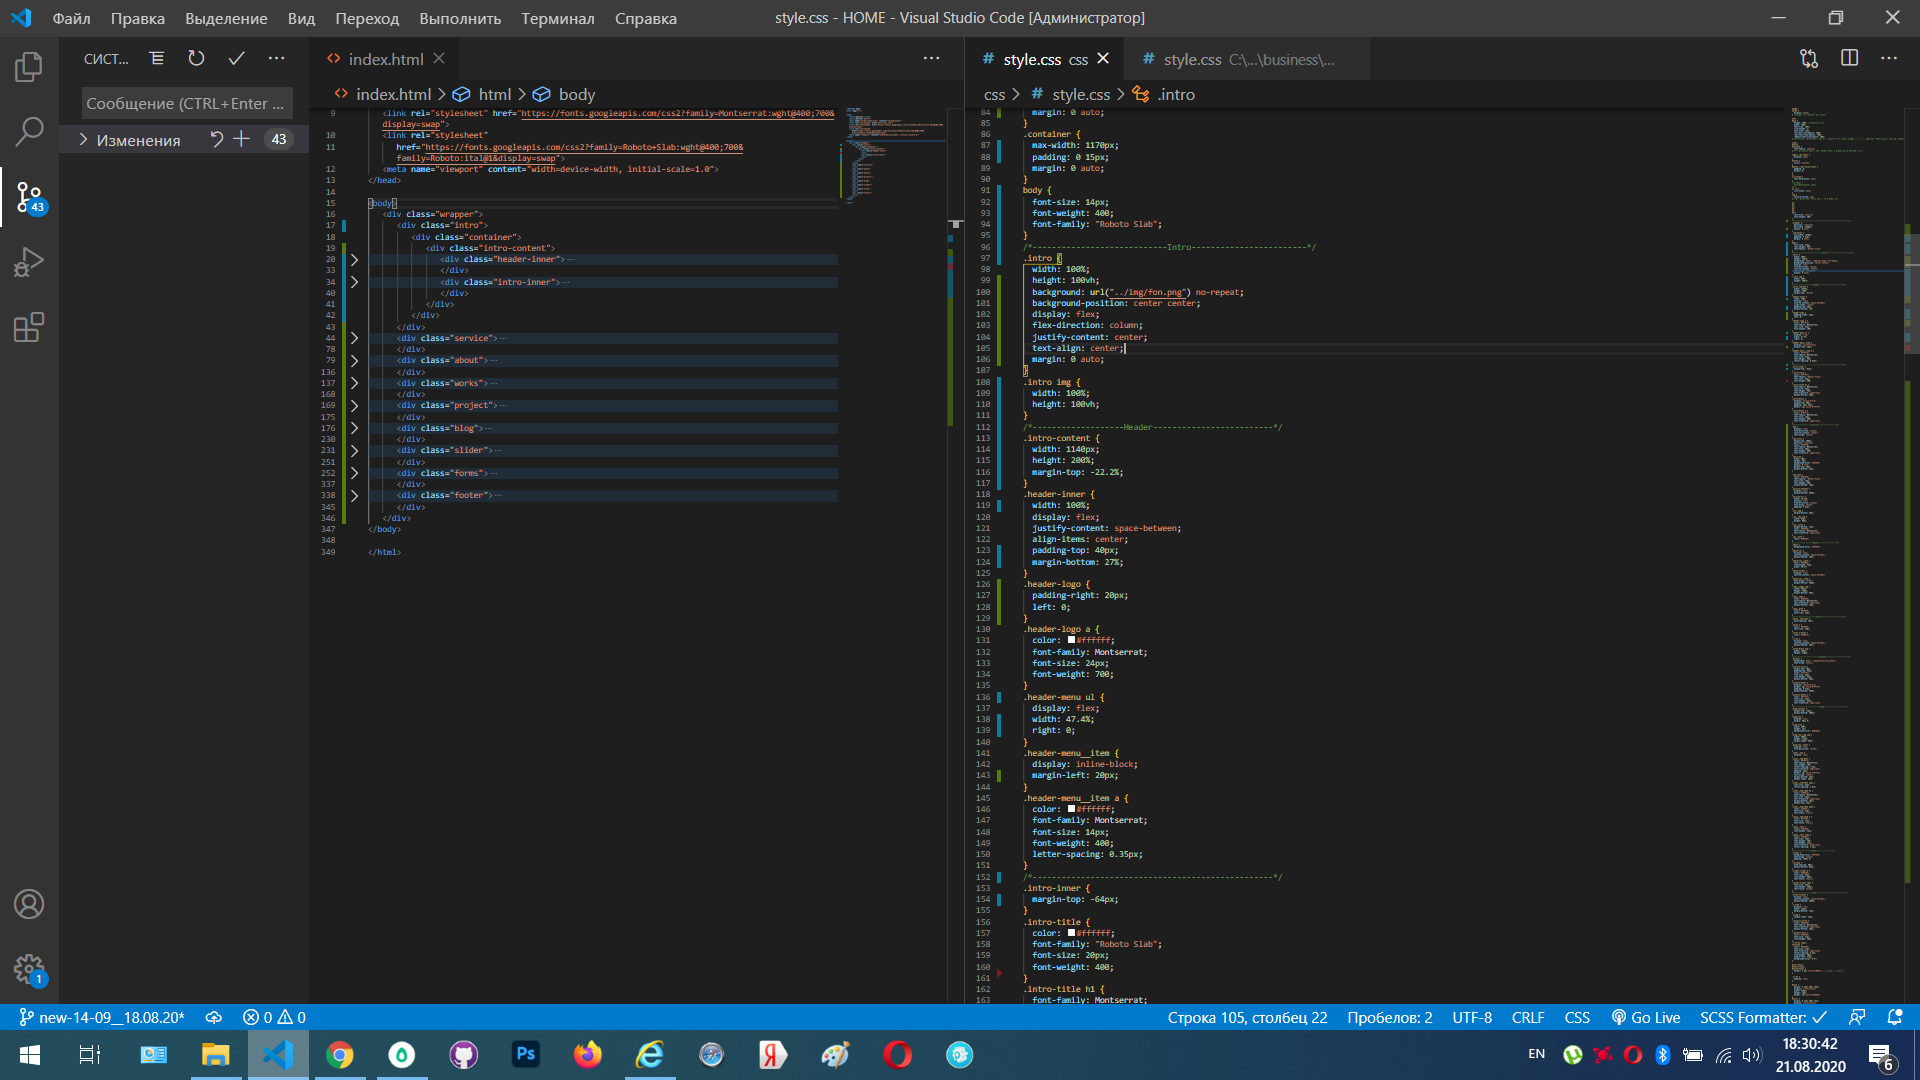 Файл Правка Выделение Вид Переход Выполнить Терминал Справка
style.css - HOME - Visual Studio Code [Администратор]
СИСТ...
Сообщение (CTRL+Enter ...
Изменения 43
43
1
index.html
index.html > html > body
9 <link rel="stylesheet" href="https://fonts.googleapis.com/css2?family=Montserrat:wght@400;700&
display=swap">
10 <link rel="stylesheet"
11 href="https://fonts.googleapis.com/css2?family=Roboto+Slab:wght@400;700&
family=Roboto:ital@1&display=swap">
12 <meta name="viewport" content="width=device-width, initial-scale=1.0">
13 </head>
14
15 <body>
16 <div class="wrapper">
17 <div class="intro">
18 <div class="container">
19 <div class="intro-content">
20 <div class="header-inner">...
33 </div>
34 <div class="intro-inner">...
40 </div>
41 </div>
42 </div>
43 </div>
44 <div class="service">...
78 </div>
79 <div class="about">...
136 </div>
137 <div class="works">...
168 </div>
169 <div class="project">...
175 </div>
176 <div class="blog">...
230 </div>
231 <div class="slider">...
251 </div>
252 <div class="forms">...
337 </div>
338 <div class="footer">...
345 </div>
346 </div>
347 </body>
348
349 </html>
# style.css css
# style.css C:\...\business\...
css > # style.css > .intro
84 margin: 0 auto;
85 }
86 .container {
87 max-width: 1170px;
88 padding: 0 15px;
89 margin: 0 auto;
90 }
91 body {
92 font-size: 14px;
93 font-weight: 400;
94 font-family: "Roboto Slab";
95 }
96 /*----------------------------Intro------------------------*/
97 .intro {
98 width: 100%;
99 height: 100vh;
100 background: url("../img/fon.png") no-repeat;
101 background-position: center center;
102 display: flex;
103 flex-direction: column;
104 justify-content: center;
105 text-align: center;
106 margin: 0 auto;
107 }
108 .intro img {
109 width: 100%;
110 height: 100vh;
111 }
112 /*-------------------Header-------------------------*/
113 .intro-content {
114 width: 1140px;
115 height: 200%;
116 margin-top: -22.2%;
117 }
118 .header-inner {
119 width: 100%;
120 display: flex;
121 justify-content: space-between;
122 align-items: center;
123 padding-top: 40px;
124 margin-bottom: 27%;
125 }
126 .header-logo {
127 padding-right: 20px;
128 left: 0;
129 }
130 .header-logo a {
131 color: #ffffff;
132 font-family: Montserrat;
133 font-size: 24px;
134 font-weight: 700;
135 }
136 .header-menu ul {
137 display: flex;
138 width: 47.4%;
139 right: 0;
140 }
141 .header-menu__item {
142 display: inline-block;
143 margin-left: 20px;
144 }
145 .header-menu__item a {
146 color: #ffffff;
147 font-family: Montserrat;
148 font-size: 14px;
149 font-weight: 400;
150 letter-spacing: 0.35px;
151 }
152 /*--------------------------------------------------*/
153 .intro-inner {
154 margin-top: -64px;
155 }
156 .intro-title {
157 color: #ffffff;
158 font-family: "Roboto Slab";
159 font-size: 20px;
160 font-weight: 400;
161 }
162 .intro-title h1 {
163 font-family: Montserrat;
new-14-09__18.08.20* 0 0
Строка 105, столбец 22 Пробелов: 2 UTF-8 CRLF CSS Go Live SCSS Formatter: ✓
Ps
Я
EN
18:30:42
21.08.2020
6